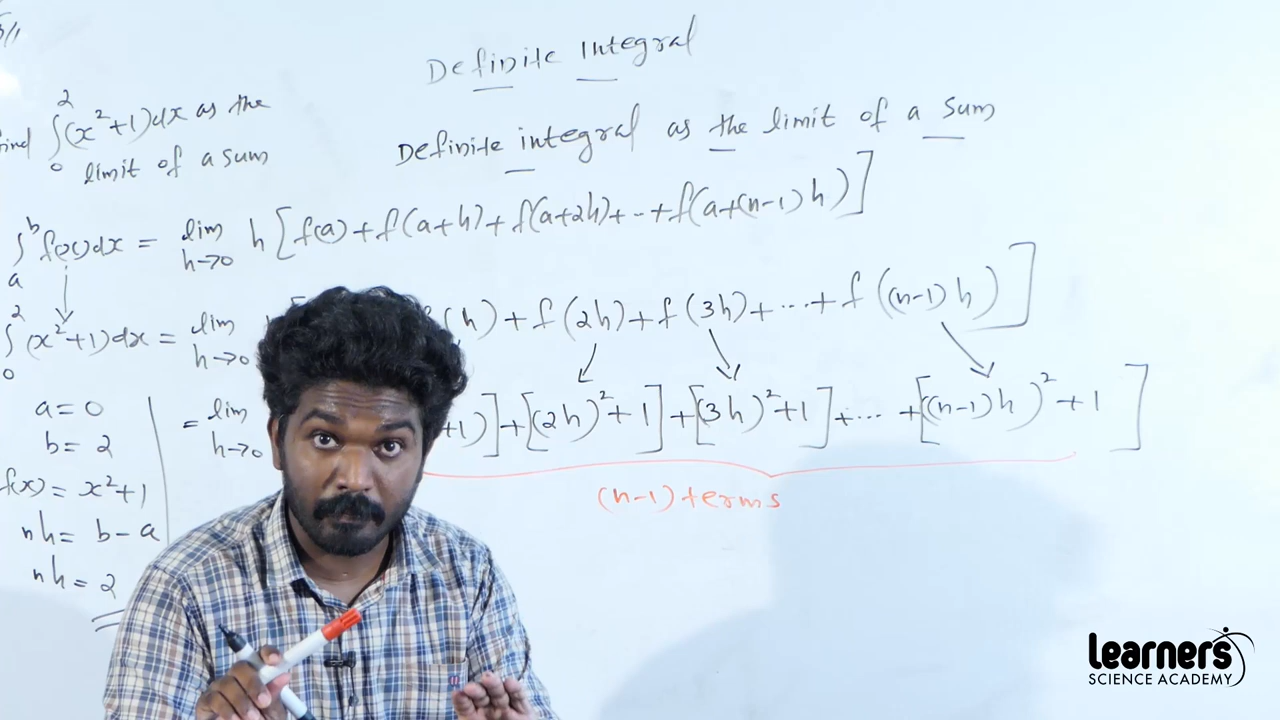 Definite Integral
Find ∫₀² (x²+1)dx as the
limit of a sum
Definite integral as the limit of a sum
∫ₐᵇ f(x)dx = lim h→0 h[f(a)+f(a+h)+f(a+2h)+...+f(a+(n-1)h)]
∫₀² (x²+1)dx = lim h→0 (h)+f(2h)+f(3h)+....+f((n-1)h)]
= lim h→0 +1)]+[(2h)²+1]+[(3h)²+1]+....+[((n-1)h)²+1]
(n-1) terms
a=0
b=2
f(x)= x²+1
nh= b-a
nh=2
Learners
SCIENCE ACADEMY